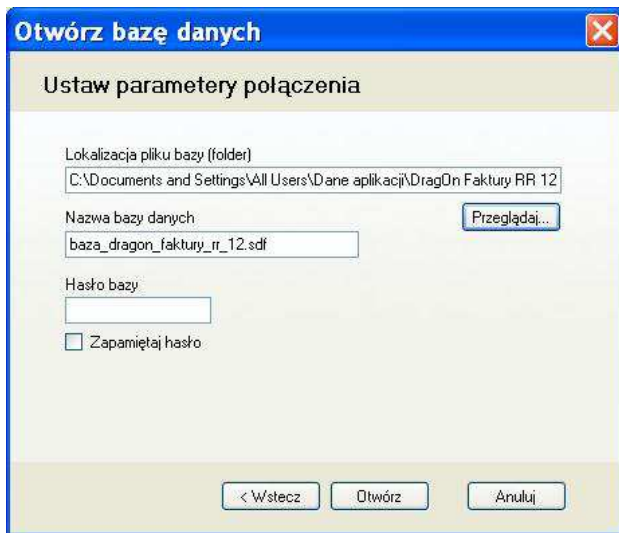 Otwórz bazę danych
Ustaw parametery połączenia
Lokalizacja pliku bazy (folder)
C:\Documents and Settings\All Users\Dane aplikacji\DragOn Faktury RR 12
Nazwa bazy danych
Przeglądaj...
baza_dragon_faktury_rr_12.sdf
Hasło bazy
Zapamiętaj hasło
< Wstecz
Otwórz
Anuluj